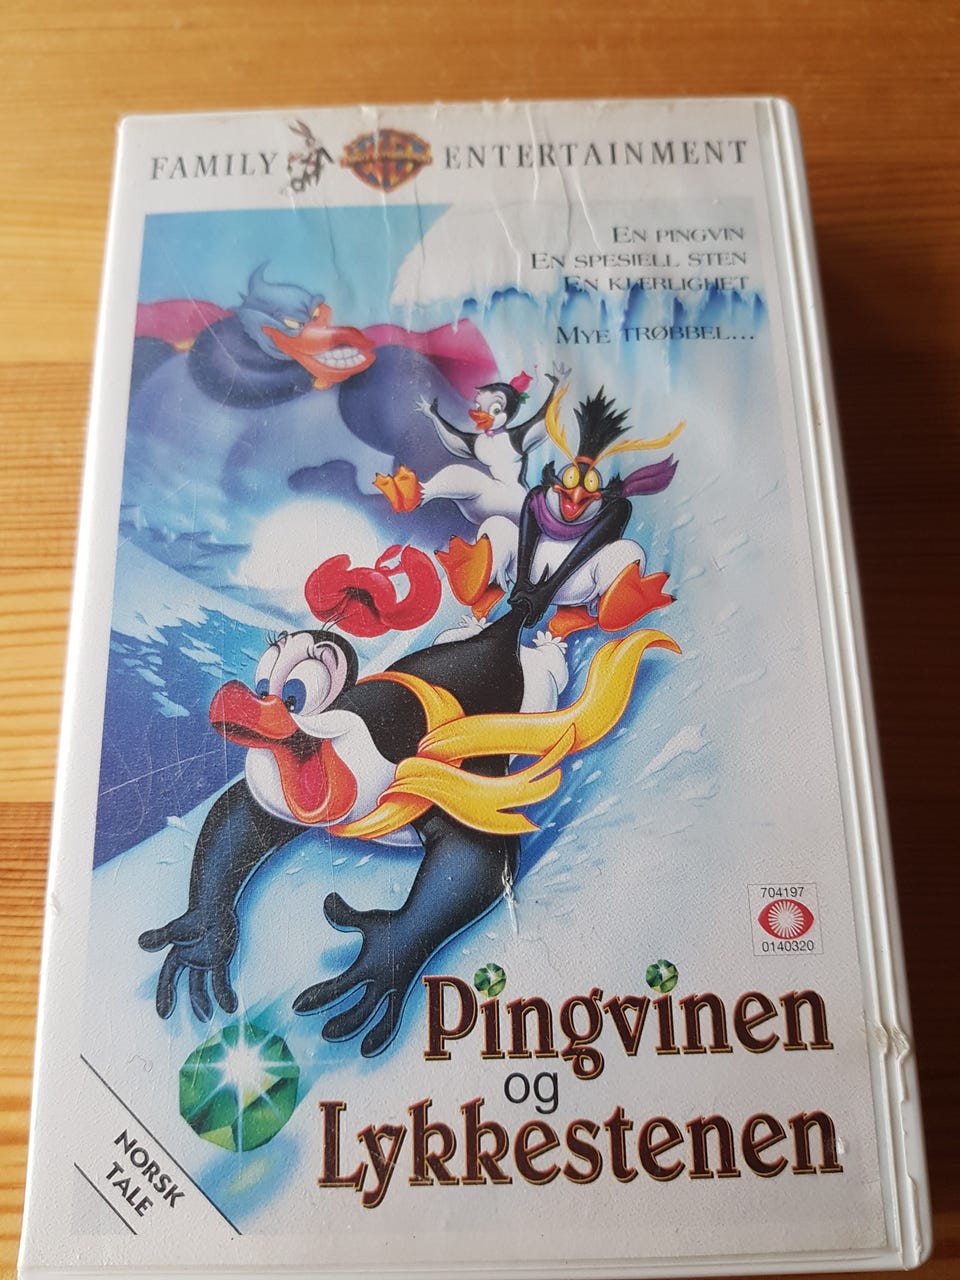 FAMILY ENTERTAINMENT
EN PINGVIN
EN SPESIELL STEN
EN KJÆRLIGHET
MYE TRØBBEL...
704197
0140320
Pingvinen
og
Lykkestenen
NORSK
TALE